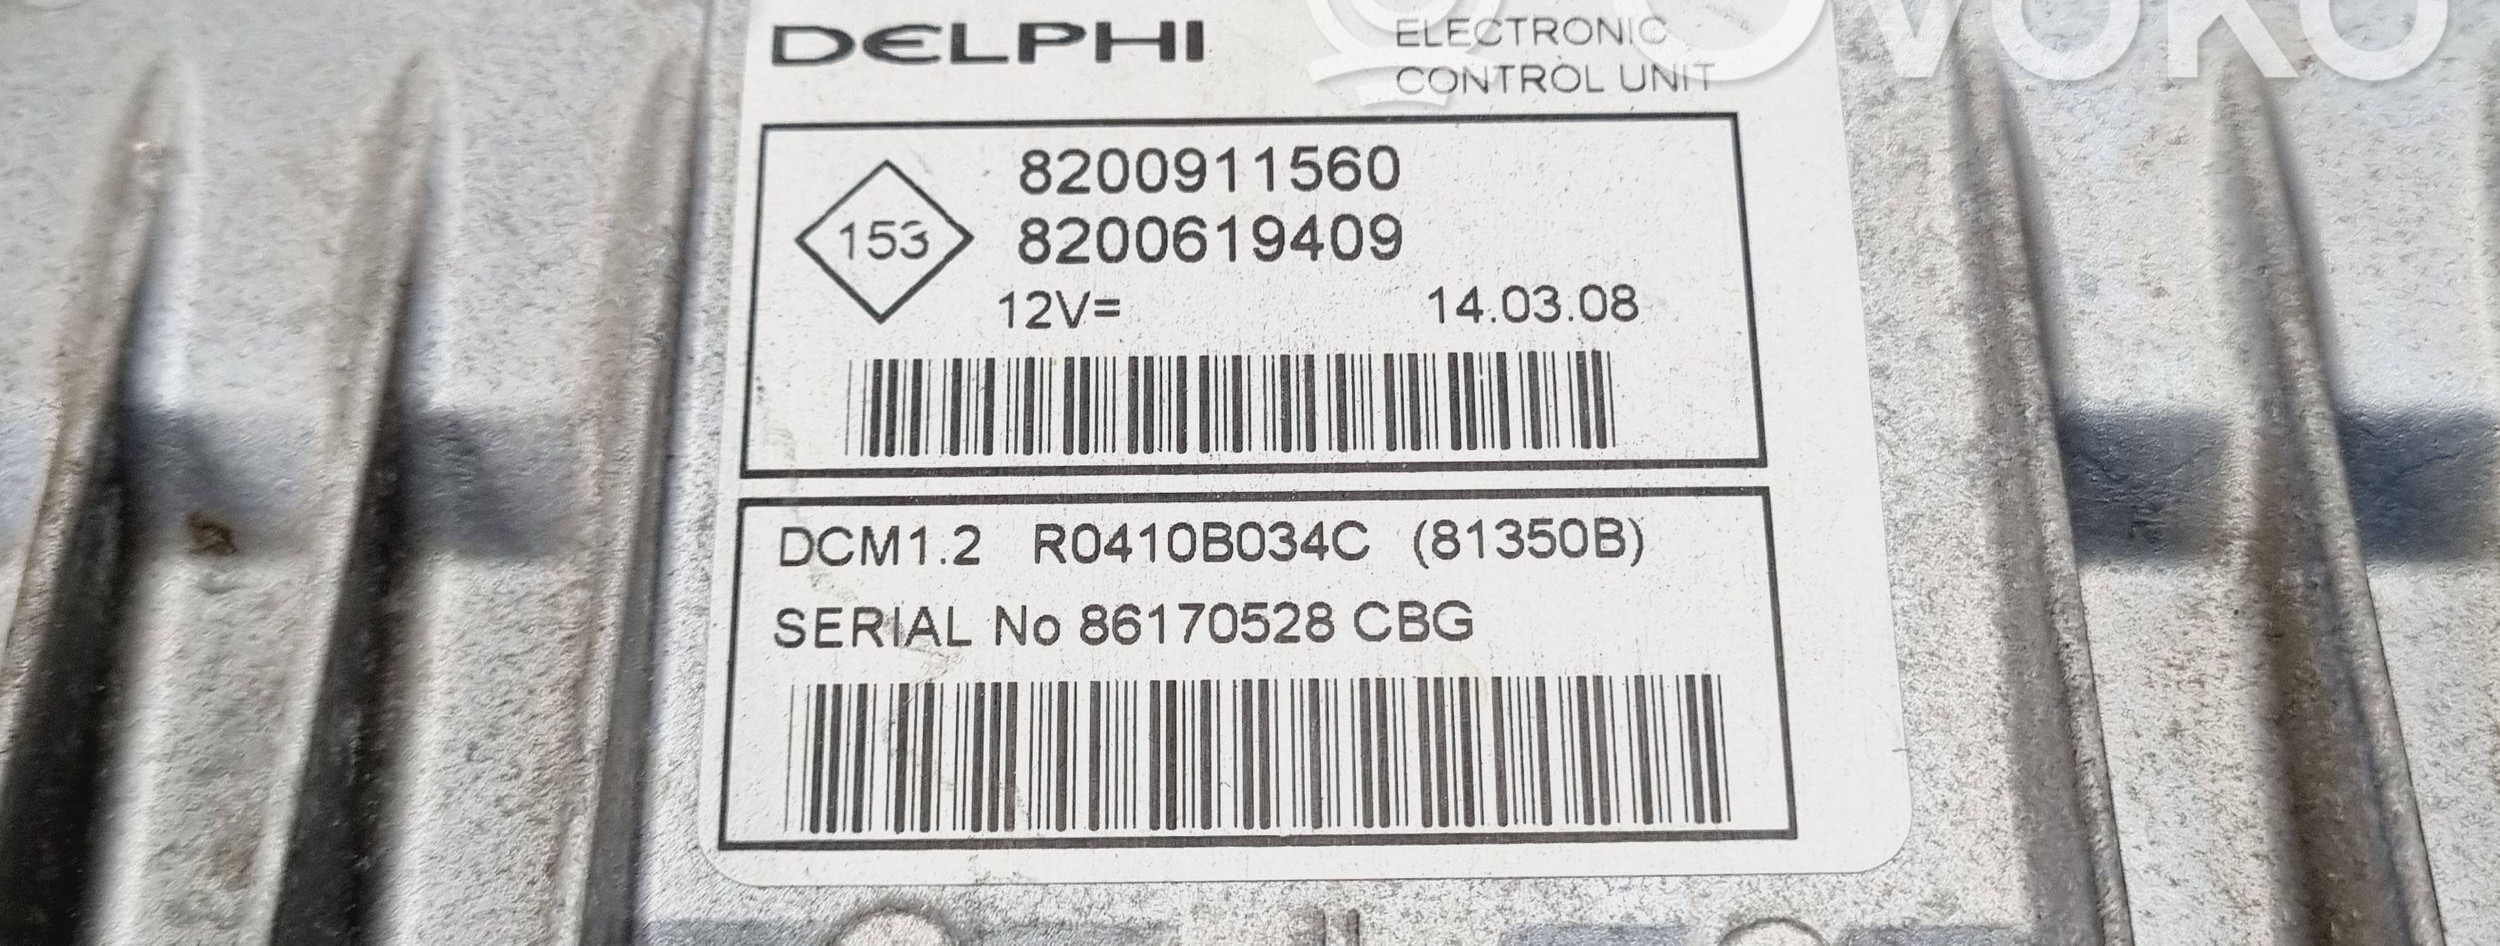 DELPHI
ELECTRONIC
CONTROL UNIT
OVOKO
153
8200911560
8200619409
12V=
14.03.08
DCM1.2 R0410B034C (81350B)
SERIAL No 86170528 CBG